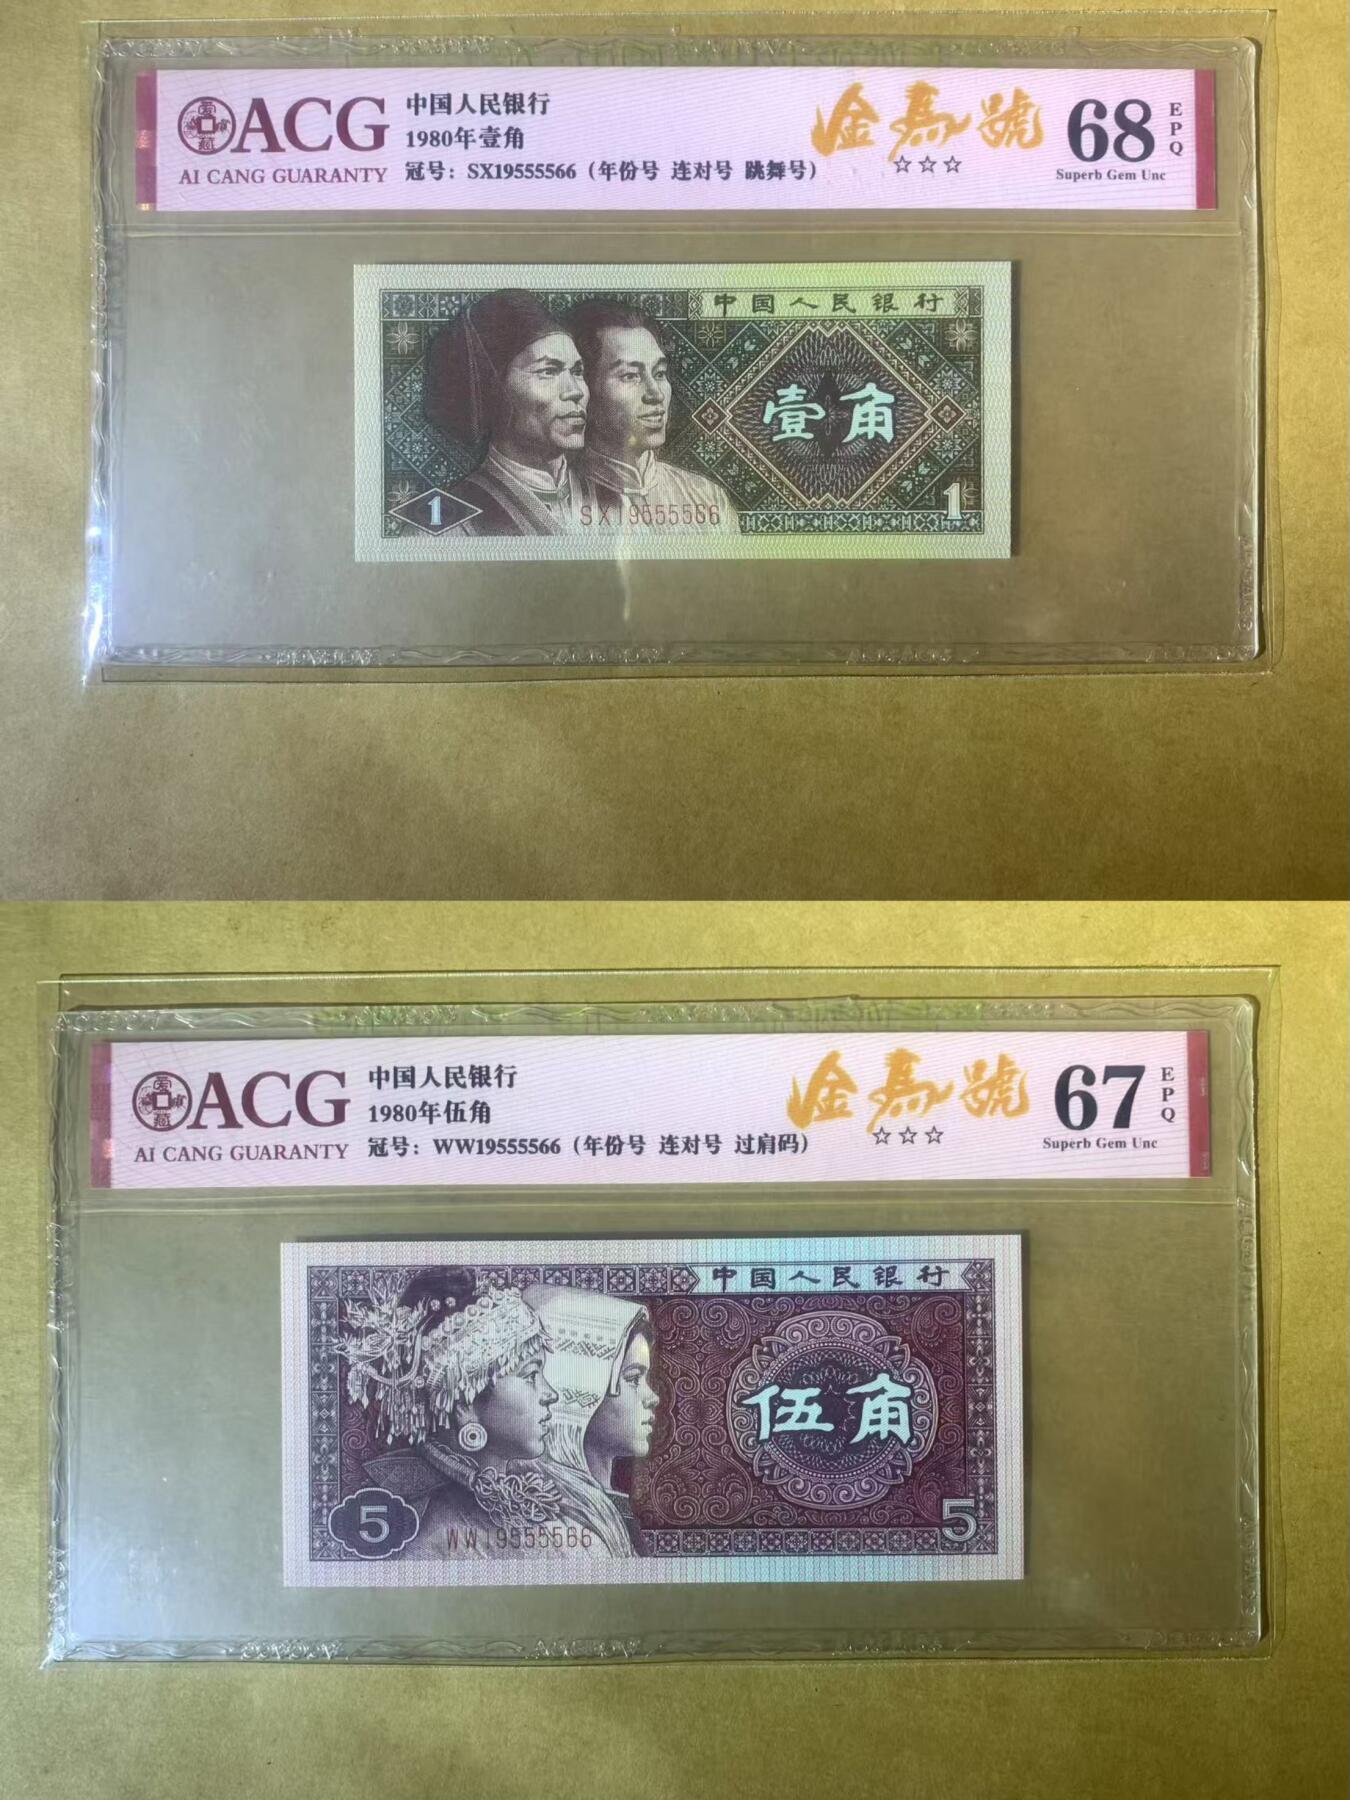 ACG
AI CANG GUARANTY
中国人民银行
1980年壹角
冠号：SX19555566（年份号 连对号 跳舞号）
金馬號
☆☆☆
68
EPQ
Superb Gem Unc
中国人民银行
壹角
1
SX19555566
1
ACG
AI CANG GUARANTY
中国人民银行
1980年伍角
冠号：WW19555566（年份号 连对号 过肩码）
金馬號
☆☆☆
67
EPQ
Superb Gem Unc
中国人民银行
伍角
5
WW19555566
5